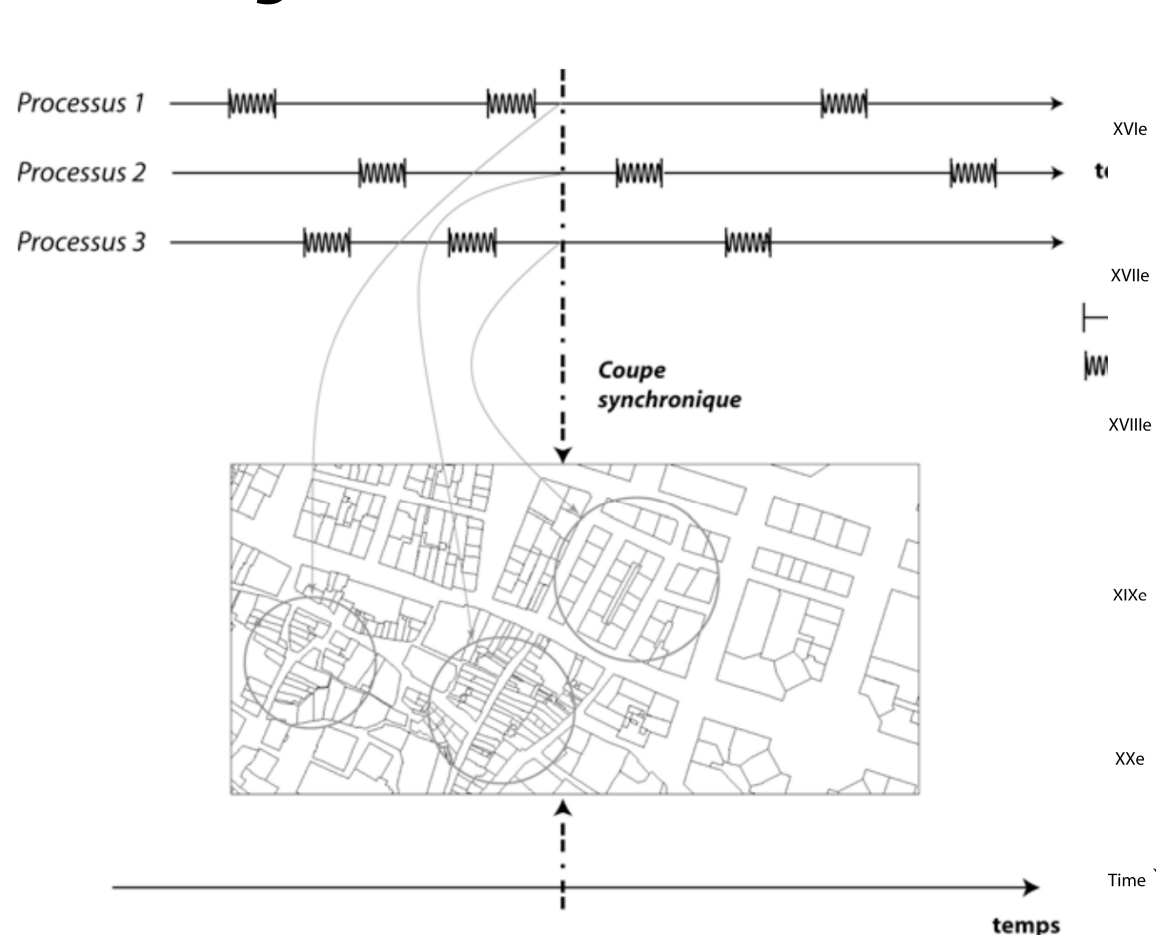 Processus 1
XVIe
Processus 2
Processus 3
XVIIe
Coupe
synchronique
XVIIIe
XIXe
XXe
Time
temps